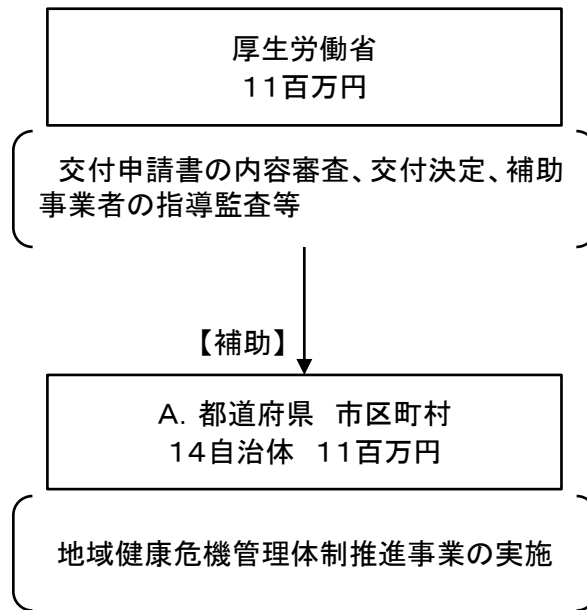 厚生労働省
11百万円
交付申請書の内容審査、交付決定、補助
事業者の指導監査等
【補助】
A．都道府県　市区町村
14自治体　11百万円
地域健康危機管理体制推進事業の実施